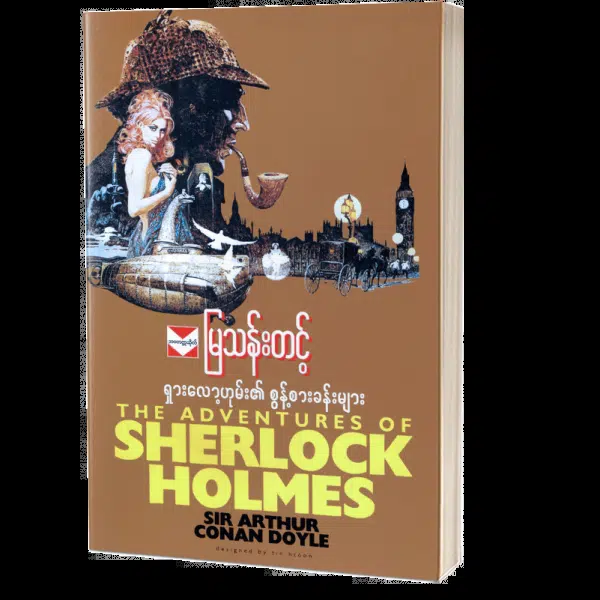 မြသန်းတင့်
ရှားလော့ဟုမ်း၏ စွန့်စားခန်းများ
THE ADVENTURES OF
SHERLOCK
HOLMES
SIR ARTHUR
CONAN DOYLE